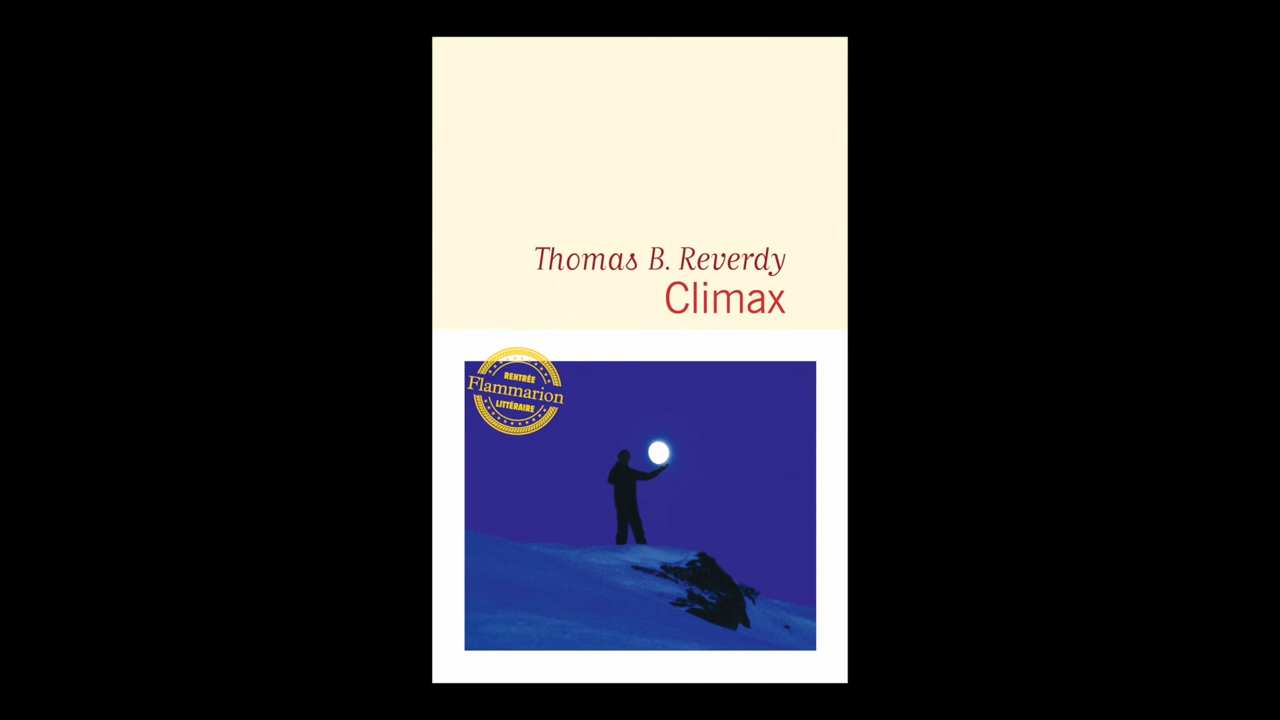 Thomas B. Reverdy
Climax
RENTRÉE
Flammarion
LITTÉRAIRE